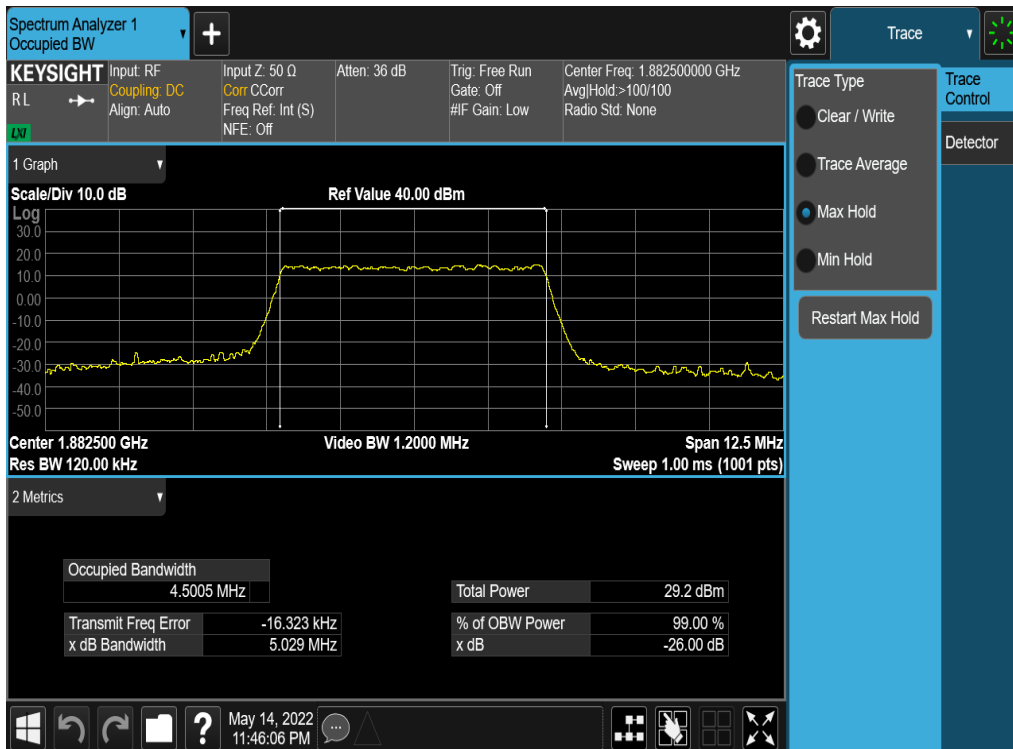 Spectrum Analyzer 1
Occupied BW
+
Trace
KEYSIGHT
R L
LXI
Input: RF
Coupling: DC
Align: Auto
Input Z: 50 Ω
Corr CCorr
Freq Ref: Int (S)
NFE: Off
Atten: 36 dB
Trig: Free Run
Gate: Off
#IF Gain: Low
Center Freq: 1.882500000 GHz
Avg|Hold:>100/100
Radio Std: None
Trace Type
Clear / Write
Trace Average
Max Hold
Min Hold
Restart Max Hold
Trace
Control
Detector
1 Graph
Scale/Div 10.0 dB
Ref Value 40.00 dBm
Log
30.0
20.0
10.0
0.00
-10.0
-20.0
-30.0
-40.0
-50.0
Center 1.882500 GHz
Video BW 1.2000 MHz
Span 12.5 MHz
Res BW 120.00 kHz
Sweep 1.00 ms (1001 pts)
2 Metrics
Occupied Bandwidth
4.5005 MHz
Total Power 29.2 dBm
Transmit Freq Error -16.323 kHz
% of OBW Power 99.00 %
x dB Bandwidth 5.029 MHz
x dB -26.00 dB
?
May 14, 2022
11:46:06 PM